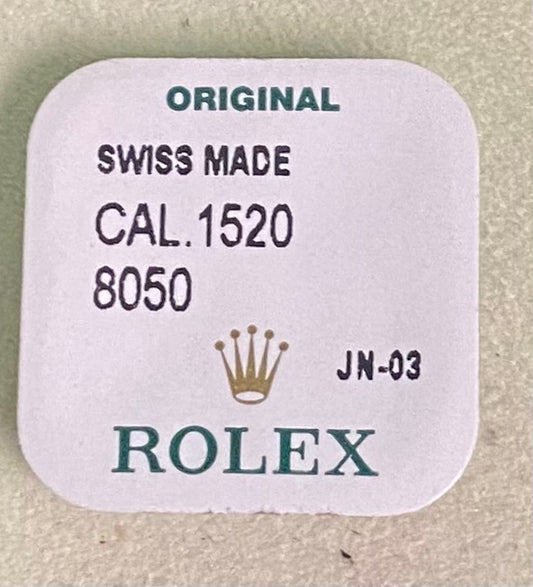 ORIGINAL
SWISS MADE
CAL.1520
8050
JN-03
ROLEX